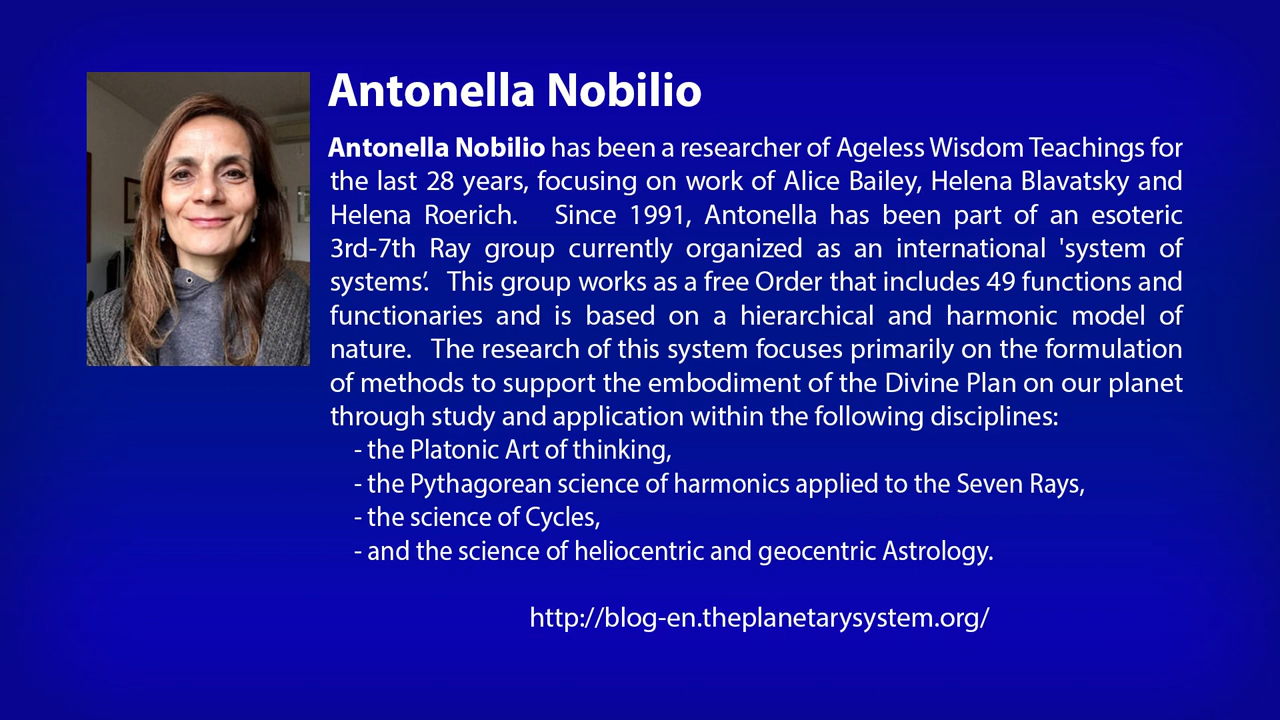 Antonella Nobilio
Antonella Nobilio has been a researcher of Ageless Wisdom Teachings for
the last 28 years, focusing on work of Alice Bailey, Helena Blavatsky and
Helena Roerich. Since 1991, Antonella has been part of an esoteric
3rd-7th Ray group currently organized as an international 'system of
systems’. This group works as a free Order that includes 49 functions and
functionaries and is based on a hierarchical and harmonic model of
nature. The research of this system focuses primarily on the formulation
of methods to support the embodiment of the Divine Plan on our planet
through study and application within the following disciplines:
- the Platonic Art of thinking,
- the Pythagorean science of harmonics applied to the Seven Rays,
- the science of Cycles,
- and the science of heliocentric and geocentric Astrology.
http://blog-en.theplanetarysystem.org/